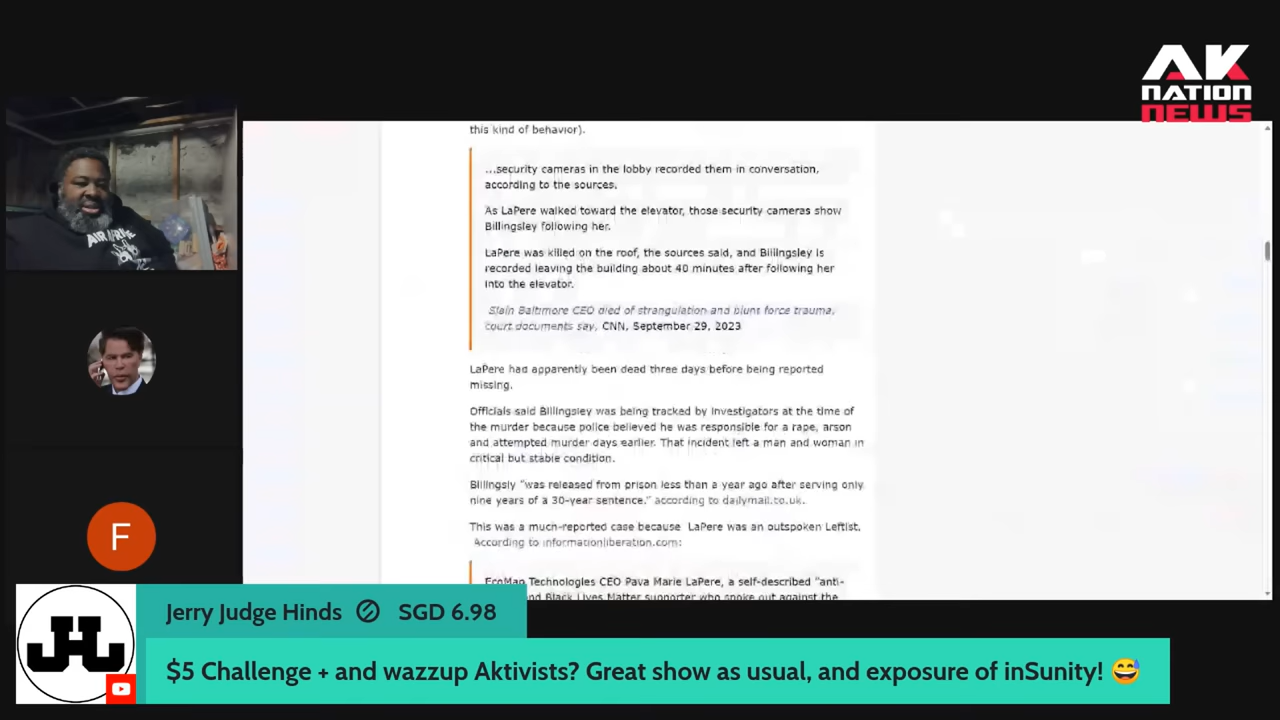 AK
NATION
NEWS
this kind of behavior).
...security cameras in the lobby recorded them in conversation,
according to the sources.
As LaPere walked toward the elevator, those security cameras show
Billingsley following her.
LaPere was killed on the roof, the sources said, and Billingsley is
recorded leaving the building about 40 minutes after following her
into the elevator.
Slain Baltimore CEO died of strangulation and blunt force trauma,
court documents say, CNN, September 29, 2023
LaPere had apparently been dead three days before being reported
missing.
Officials said Billingsley was being tracked by investigators at the time of
the murder because police believed he was responsible for a rape, arson
and attempted murder days earlier. That incident left a man and woman in
critical but stable condition.
Billingsly "was released from prison less than a year ago after serving only
nine years of a 30-year sentence." according to dailymail.co.uk.
This was a much-reported case because LaPere was an outspoken Leftist.
According to informationliberation.com:
EcoMap Technologies CEO Pava Marie LaPere, a self-described "anti-
and Black Lives Matter supporter who spoke out against the
AIR
F
JHL
Jerry Judge Hinds SGD 6.98
$5 Challenge + and wazzup Aktivists? Great show as usual, and exposure of inSunity! 😅